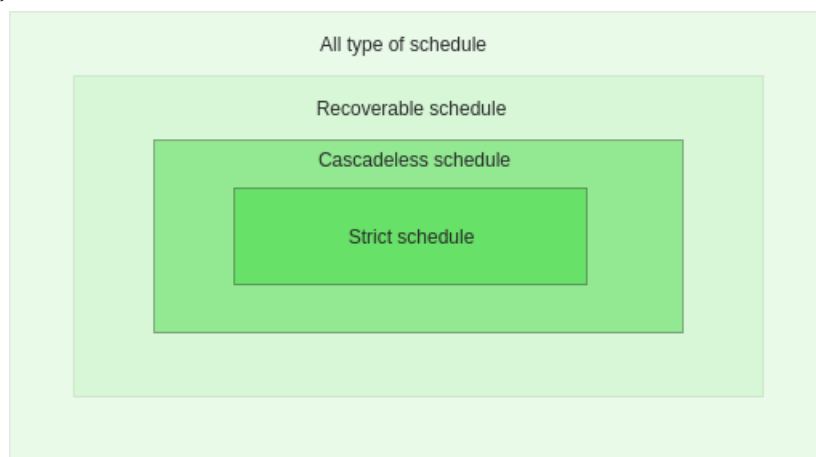 All type of schedule
Recoverable schedule
Cascadeless schedule
Strict schedule